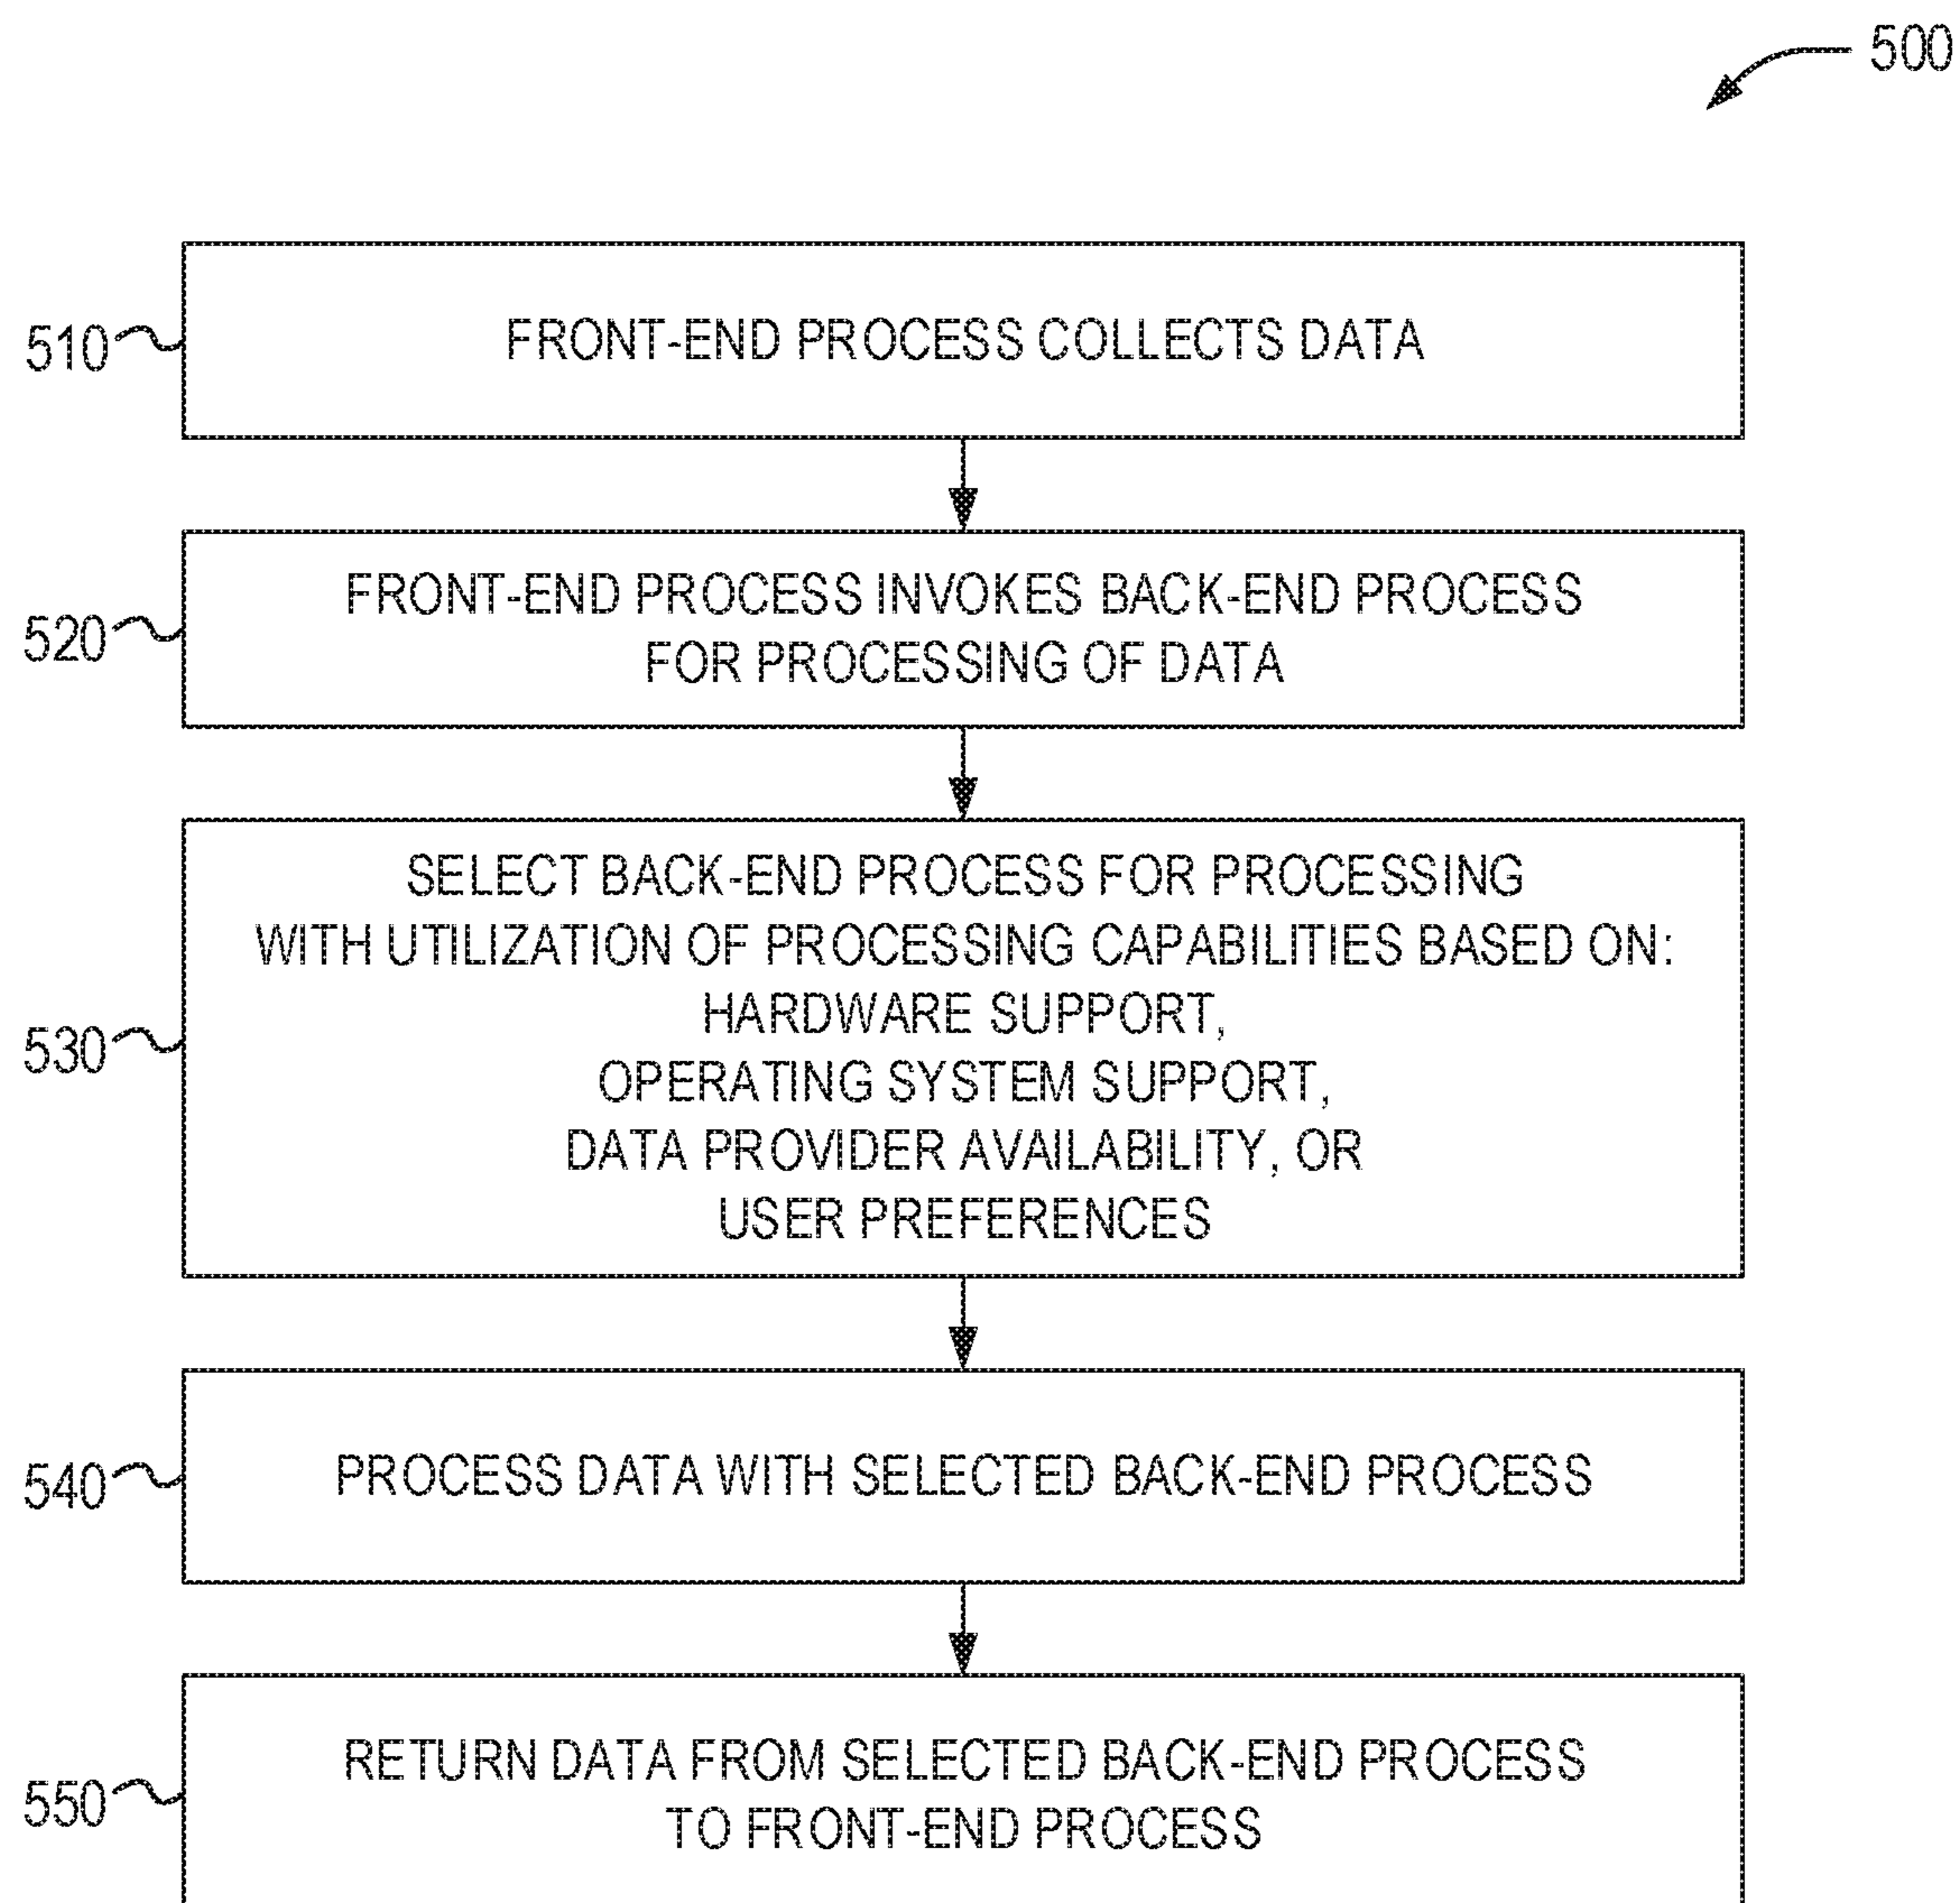 500
510
FRONT-END PROCESS COLLECTS DATA
520
FRONT-END PROCESS INVOKES BACK-END PROCESS
FOR PROCESSING OF DATA
530
SELECT BACK-END PROCESS FOR PROCESSING
WITH UTILIZATION OF PROCESSING CAPABILITIES BASED ON:
HARDWARE SUPPORT,
OPERATING SYSTEM SUPPORT,
DATA PROVIDER AVAILABILITY, OR
USER PREFERENCES
540
PROCESS DATA WITH SELECTED BACK-END PROCESS
550
RETURN DATA FROM SELECTED BACK-END PROCESS
TO FRONT-END PROCESS